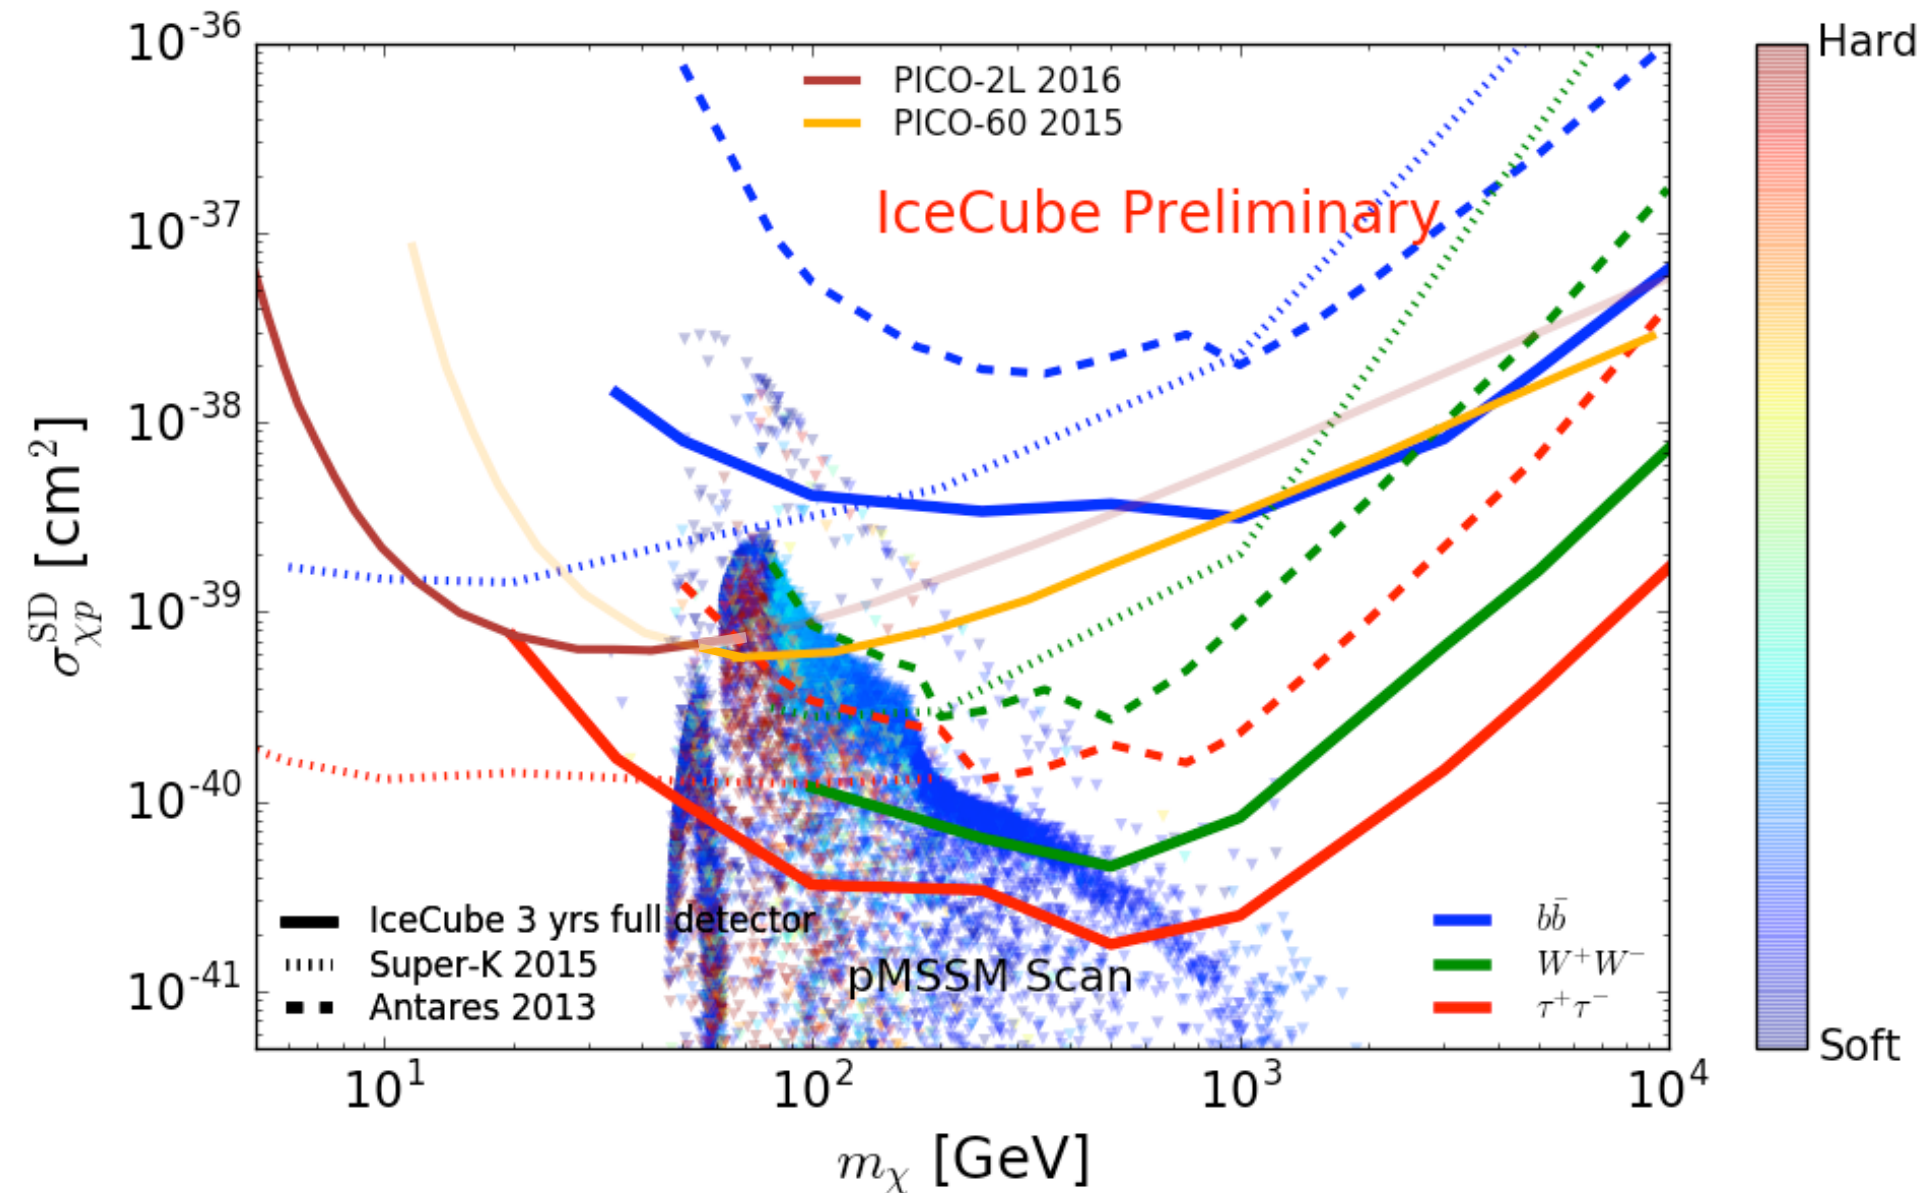 10^-36
10^-37
10^-38
10^-39
10^-40
10^-41
σ_χp^SD [cm^2]
PICO-2L 2016
PICO-60 2015
IceCube Preliminary
IceCube 3 yrs full detector
Super-K 2015
Antares 2013
pMSSM Scan
b b̄
W^+W^-
τ^+τ^-
10^1
10^2
10^3
10^4
m_χ [GeV]
Hard
Soft